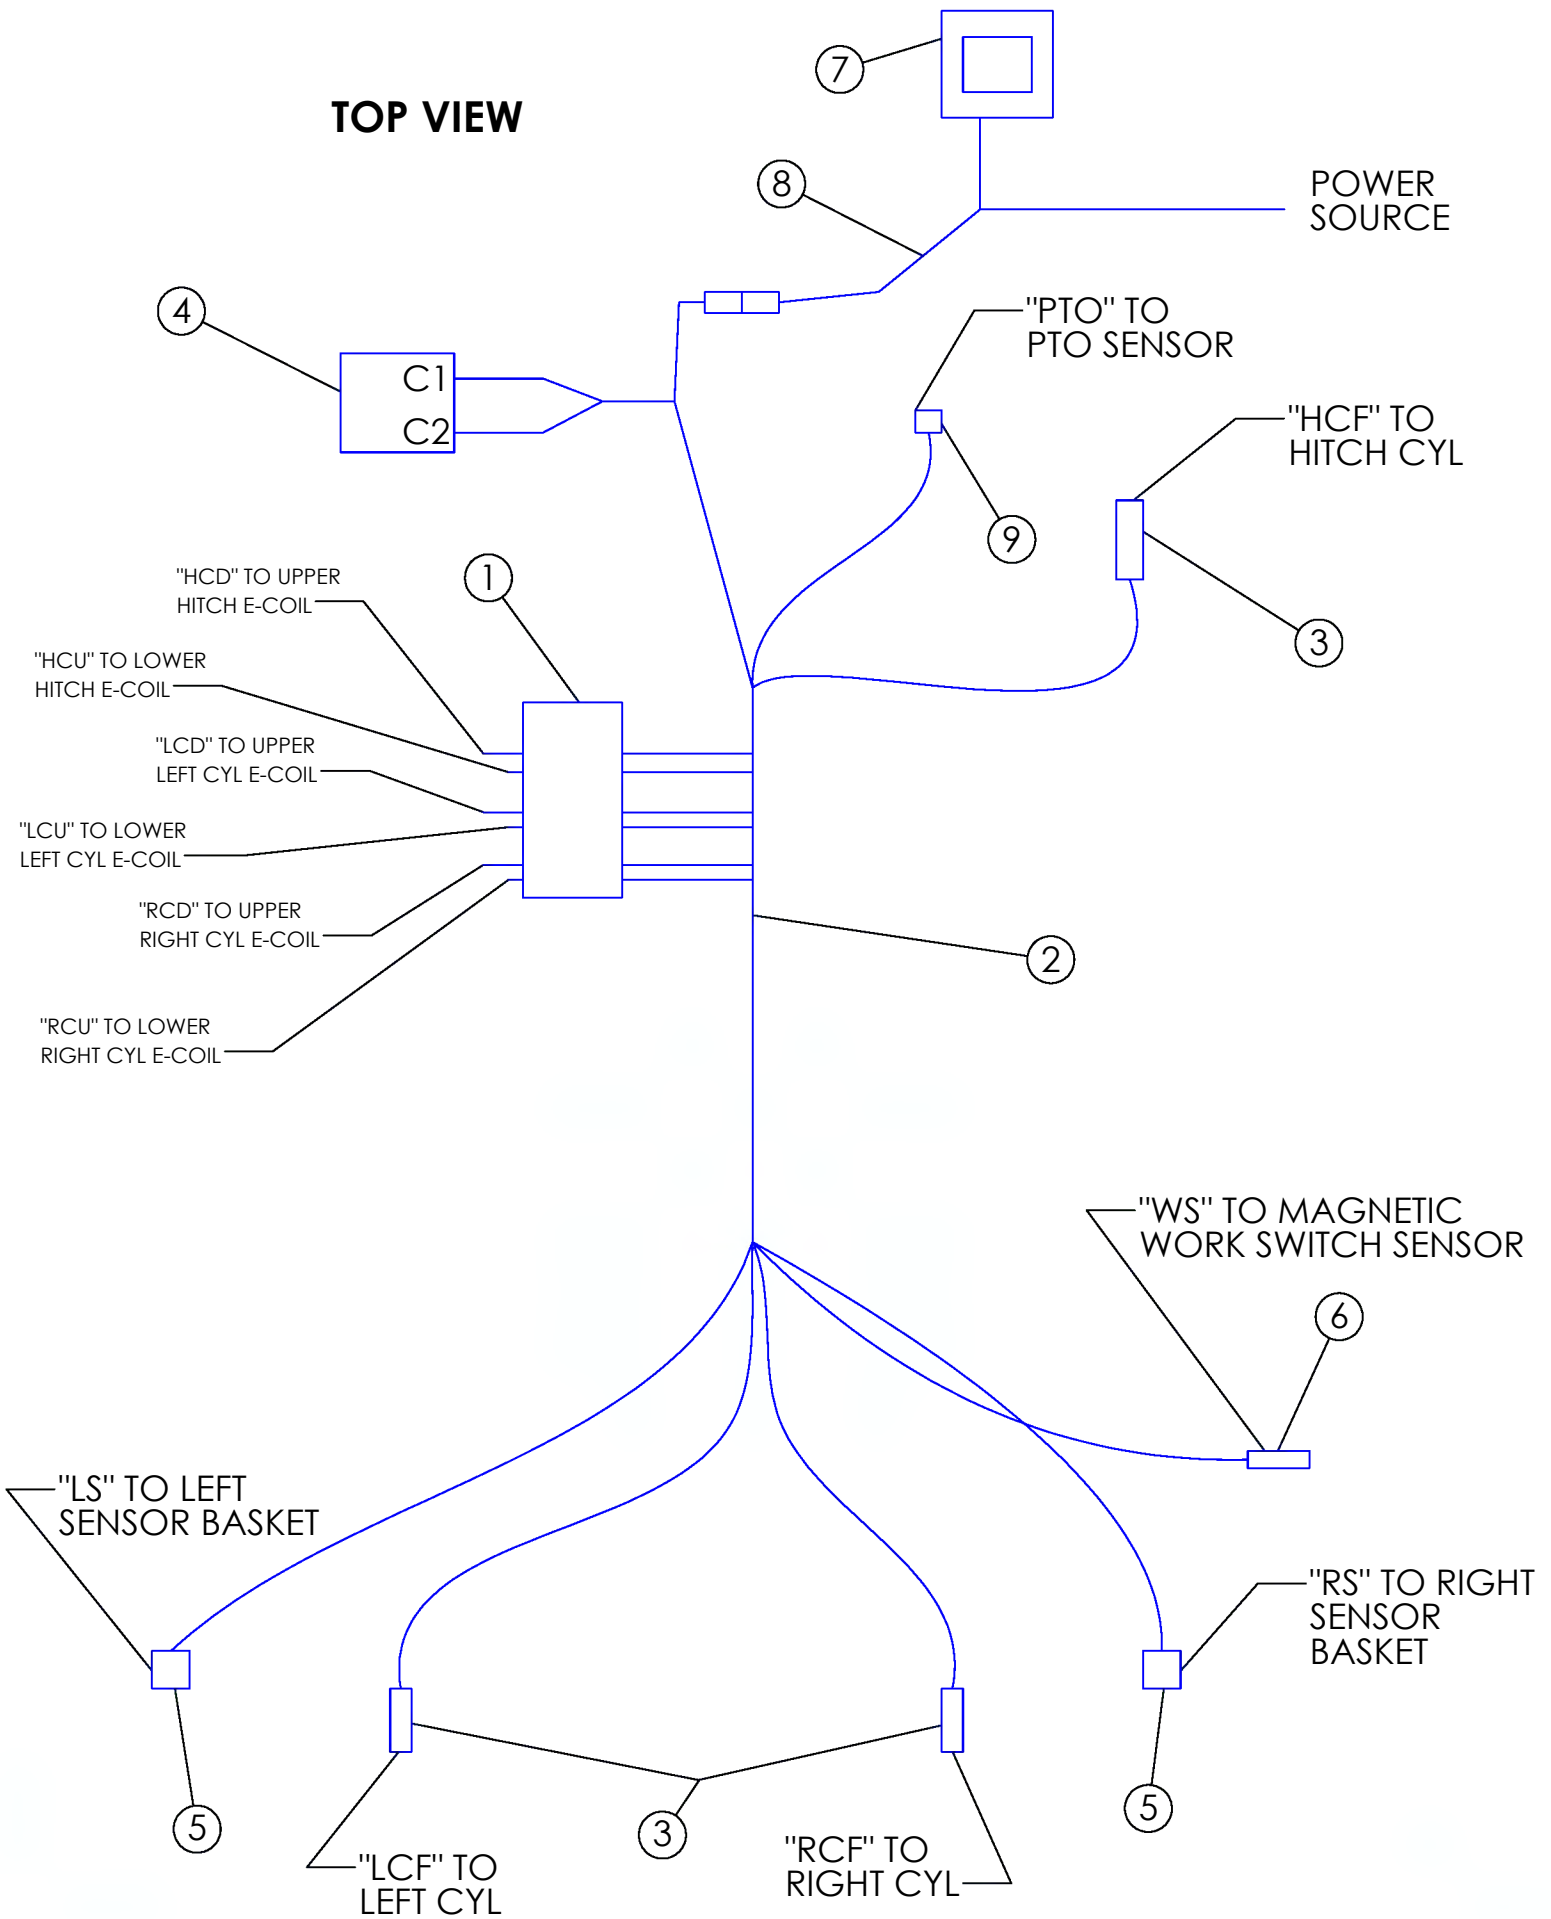 7
TOP VIEW
8
POWER
SOURCE
4
"PTO" TO
PTO SENSOR
C1
C2
"HCF" TO
HITCH CYL
9
"HCD" TO UPPER
HITCH E-COIL
1
3
"HCU" TO LOWER
HITCH E-COIL
"LCD" TO UPPER
LEFT CYL E-COIL
"LCU" TO LOWER
LEFT CYL E-COIL
"RCD" TO UPPER
RIGHT CYL E-COIL
2
"RCU" TO LOWER
RIGHT CYL E-COIL
"WS" TO MAGNETIC
WORK SWITCH SENSOR
6
"LS" TO LEFT
SENSOR BASKET
"RS" TO RIGHT
SENSOR
BASKET
5
3
5
"LCF" TO
LEFT CYL
"RCF" TO
RIGHT CYL